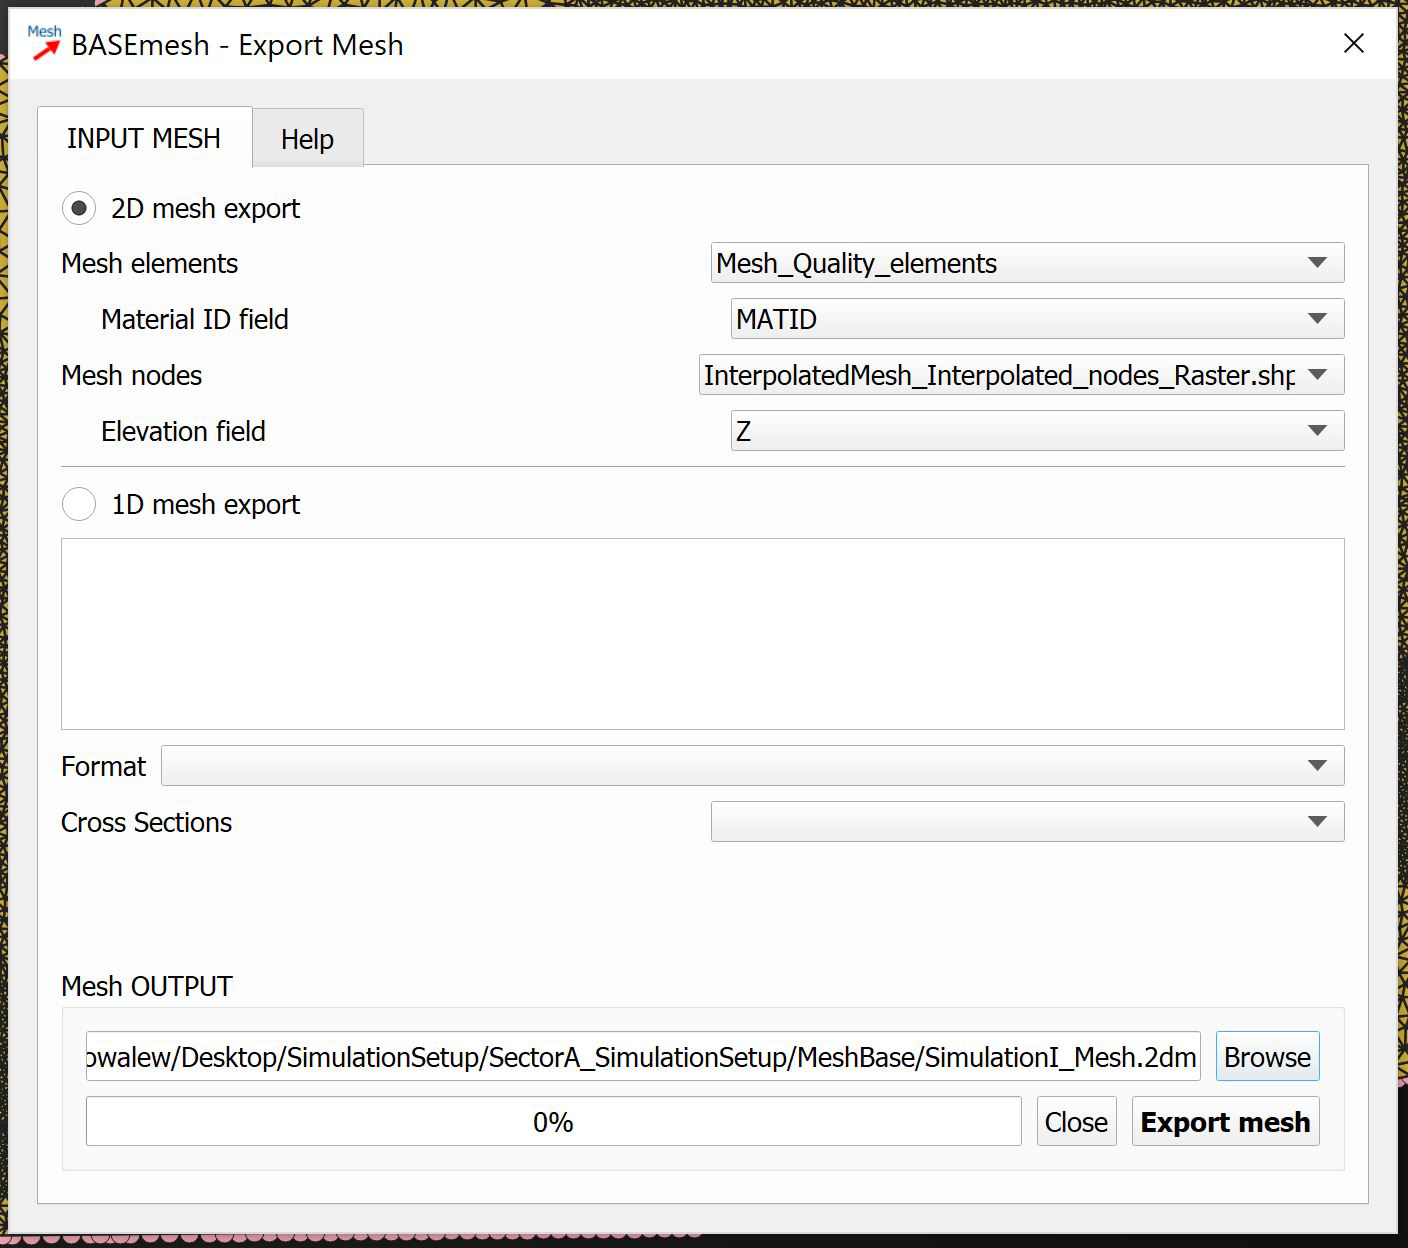 Mesh
BASEmesh - Export Mesh
INPUT MESH
Help
2D mesh export
Mesh elements
Mesh_Quality_elements
Material ID field
MATID
Mesh nodes
InterpolatedMesh_Interpolated_nodes_Raster.shp
Elevation field
Z
1D mesh export
Format
Cross Sections
Mesh OUTPUT
owalew/Desktop/SimulationSetup/SectorA_SimulationSetup/MeshBase/SimulationI_Mesh.2dm
Browse
0%
Close
Export mesh